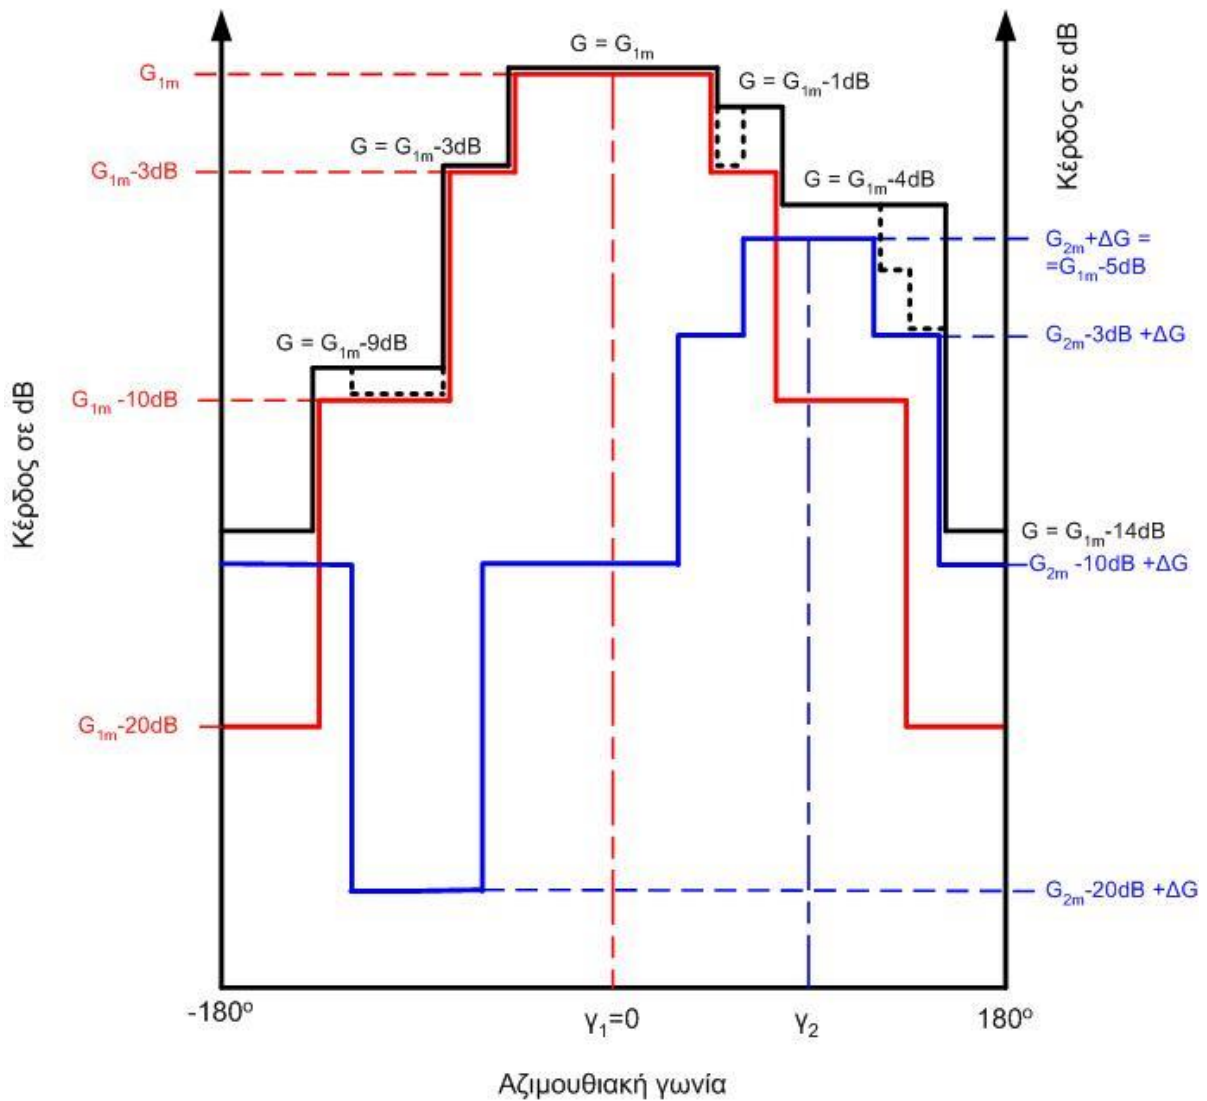 G = G1m
Κέρδος σε dB
G1m
G = G1m-1dB
G = G1m-3dB
G1m-3dB
G = G1m-4dB
G2m+ΔG =
=G1m-5dB
G = G1m-9dB
G2m-3dB +ΔG
G1m -10dB
Κέρδος σε dB
G = G1m-14dB
G2m -10dB +ΔG
G1m-20dB
G2m-20dB +ΔG
-180º
γ1=0
γ2
180º
Αζιμουθιακή γωνία